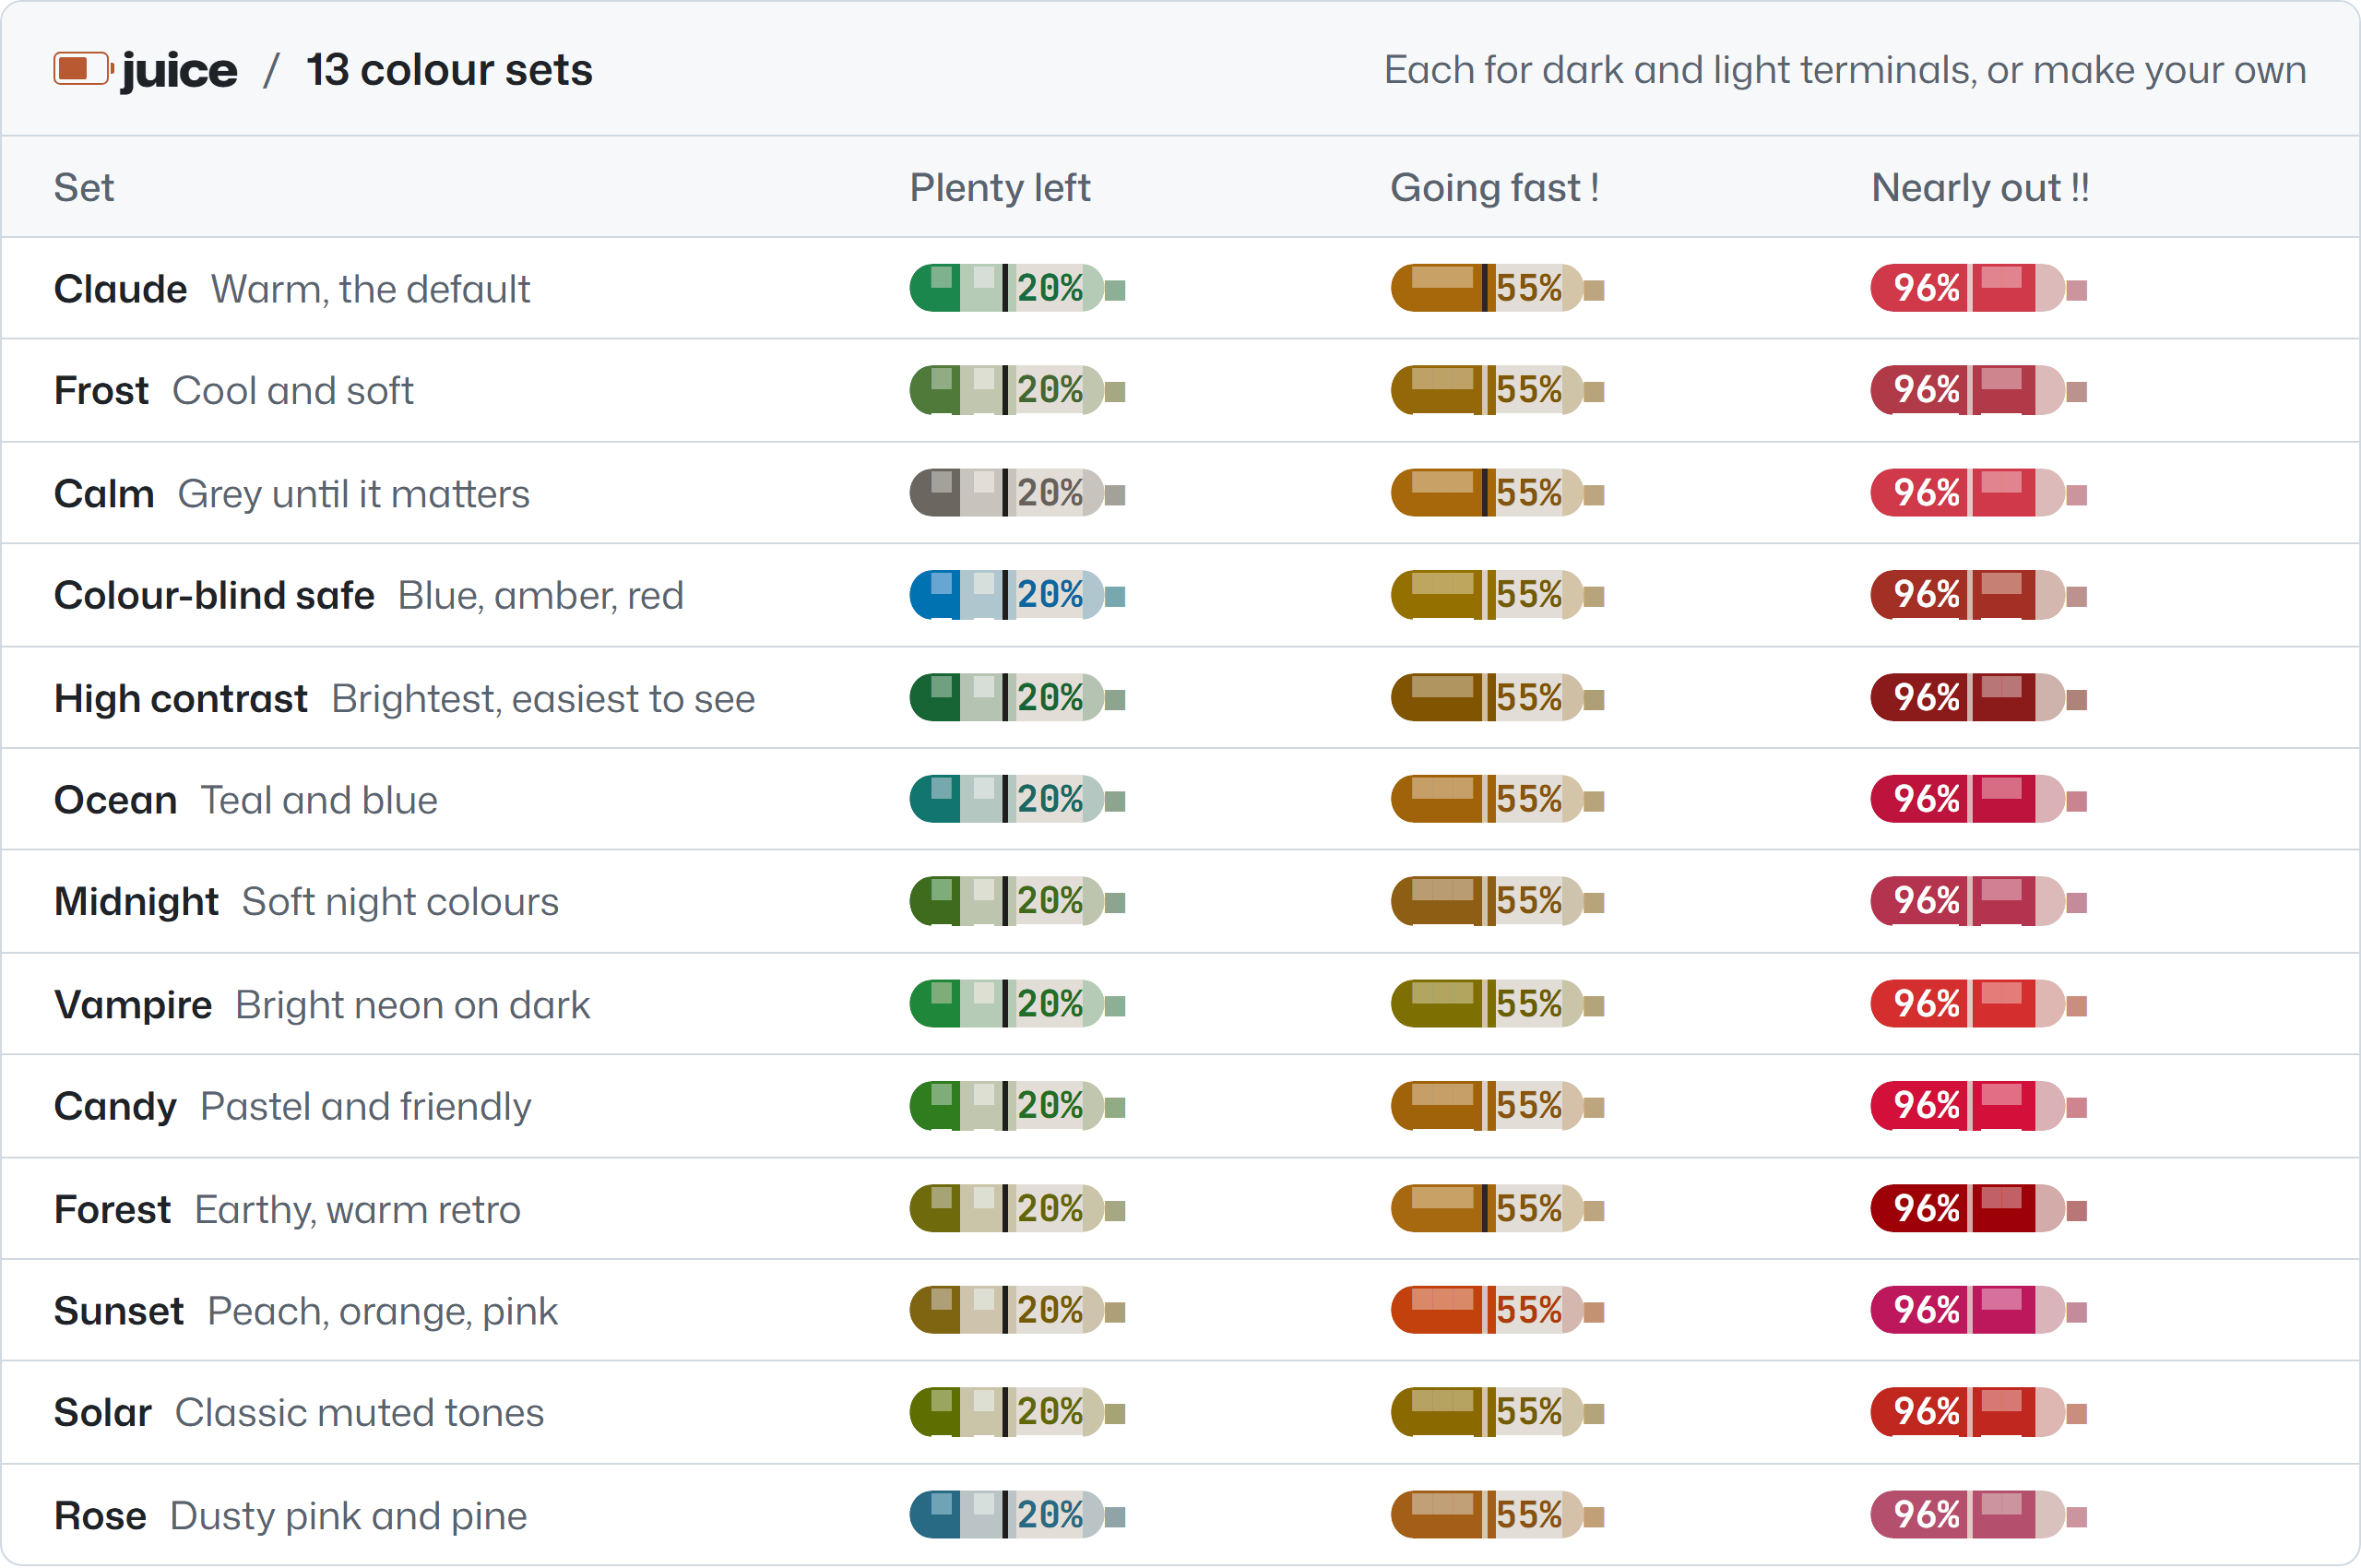 juice / 13 colour sets Each for dark and light terminals, or make your own
Set Plenty left Going fast ! Nearly out !!
Claude Warm, the default 20% 55% 96%
Frost Cool and soft 20% 55% 96%
Calm Grey until it matters 20% 55% 96%
Colour-blind safe Blue, amber, red 20% 55% 96%
High contrast Brightest, easiest to see 20% 55% 96%
Ocean Teal and blue 20% 55% 96%
Midnight Soft night colours 20% 55% 96%
Vampire Bright neon on dark 20% 55% 96%
Candy Pastel and friendly 20% 55% 96%
Forest Earthy, warm retro 20% 55% 96%
Sunset Peach, orange, pink 20% 55% 96%
Solar Classic muted tones 20% 55% 96%
Rose Dusty pink and pine 20% 55% 96%